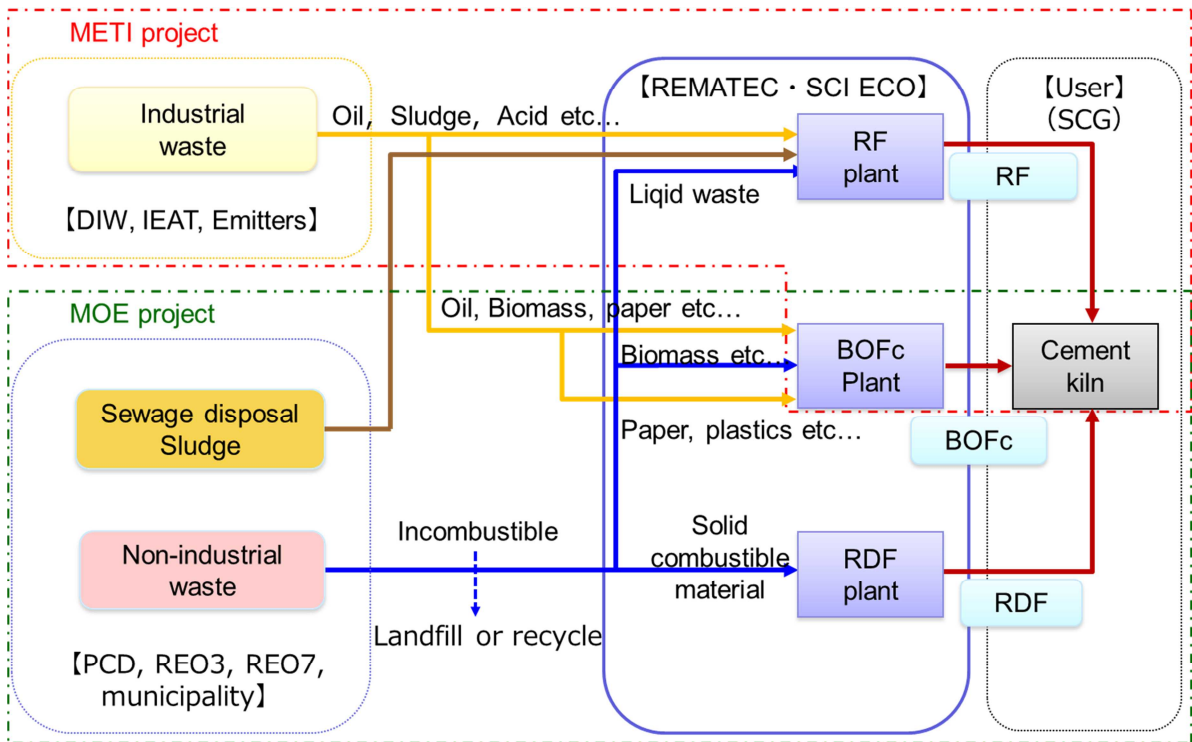 METI project
Industrial
waste
【DIW, IEAT, Emitters】
Oil, Sludge, Acid etc...
【REMATEC・SCI ECO】
【User】
(SCG)
RF
plant
RF
Liqid waste
MOE project
Oil, Biomass, paper etc...
Biomass etc...
BOFc
Plant
Cement
kiln
Sewage disposal
Sludge
Paper, plastics etc...
BOFc
Non-industrial
waste
Incombustible
Landfill or recycle
Solid
combustible
material
RDF
plant
RDF
【PCD, REO3, REO7,
municipality】